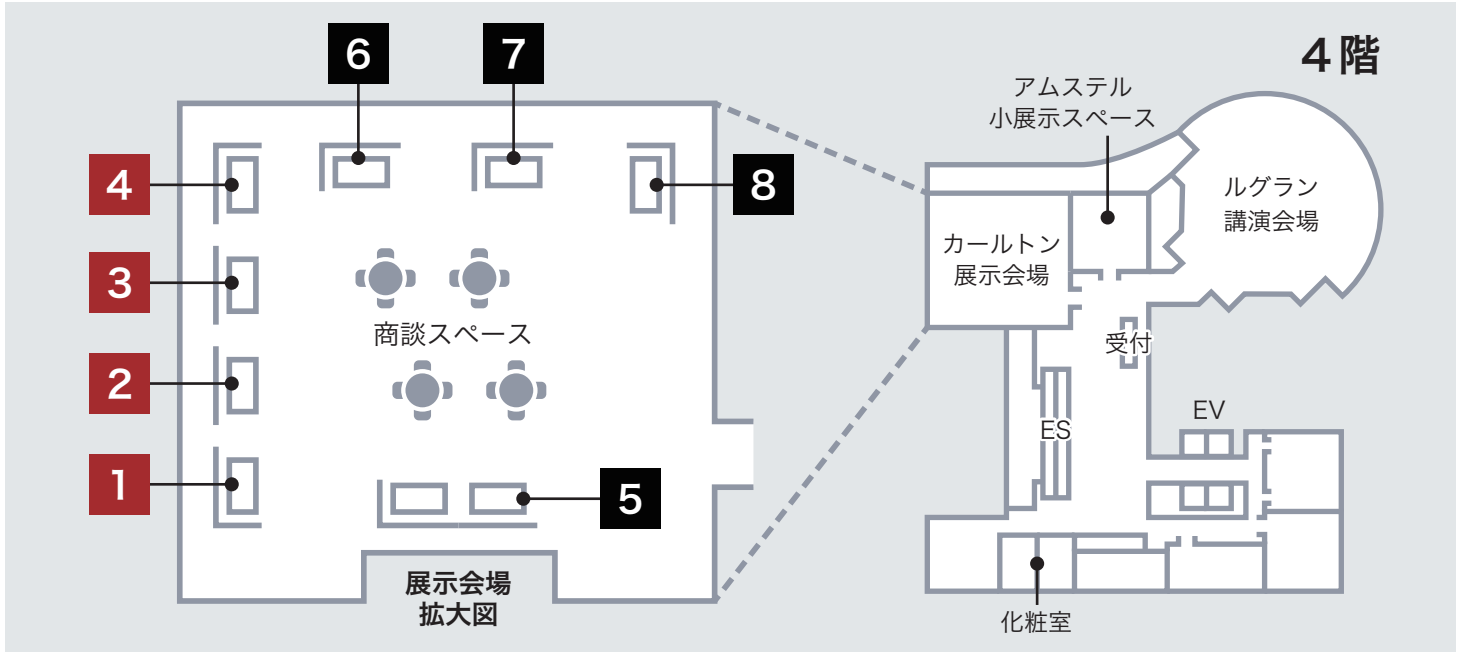 4階
6
7
4
8
3
2
1
5
商談スペース
展示会場
拡大図
アムステル
小展示スペース
ルグラン
講演会場
カールトン
展示会場
受付
EV
ES
化粧室